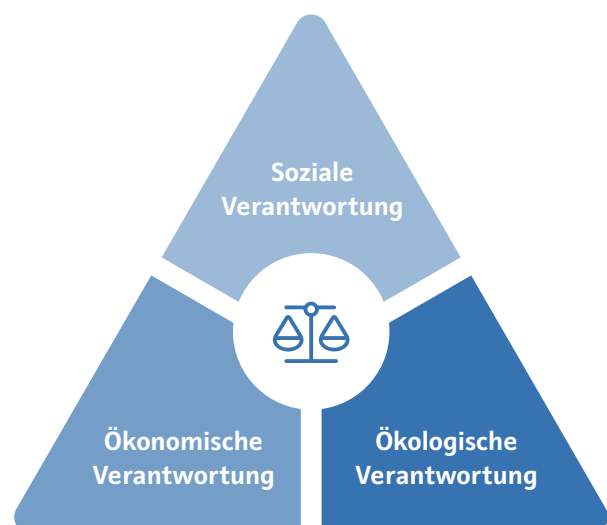 Soziale
Verantwortung
Ökonomische
Verantwortung
Ökologische
Verantwortung